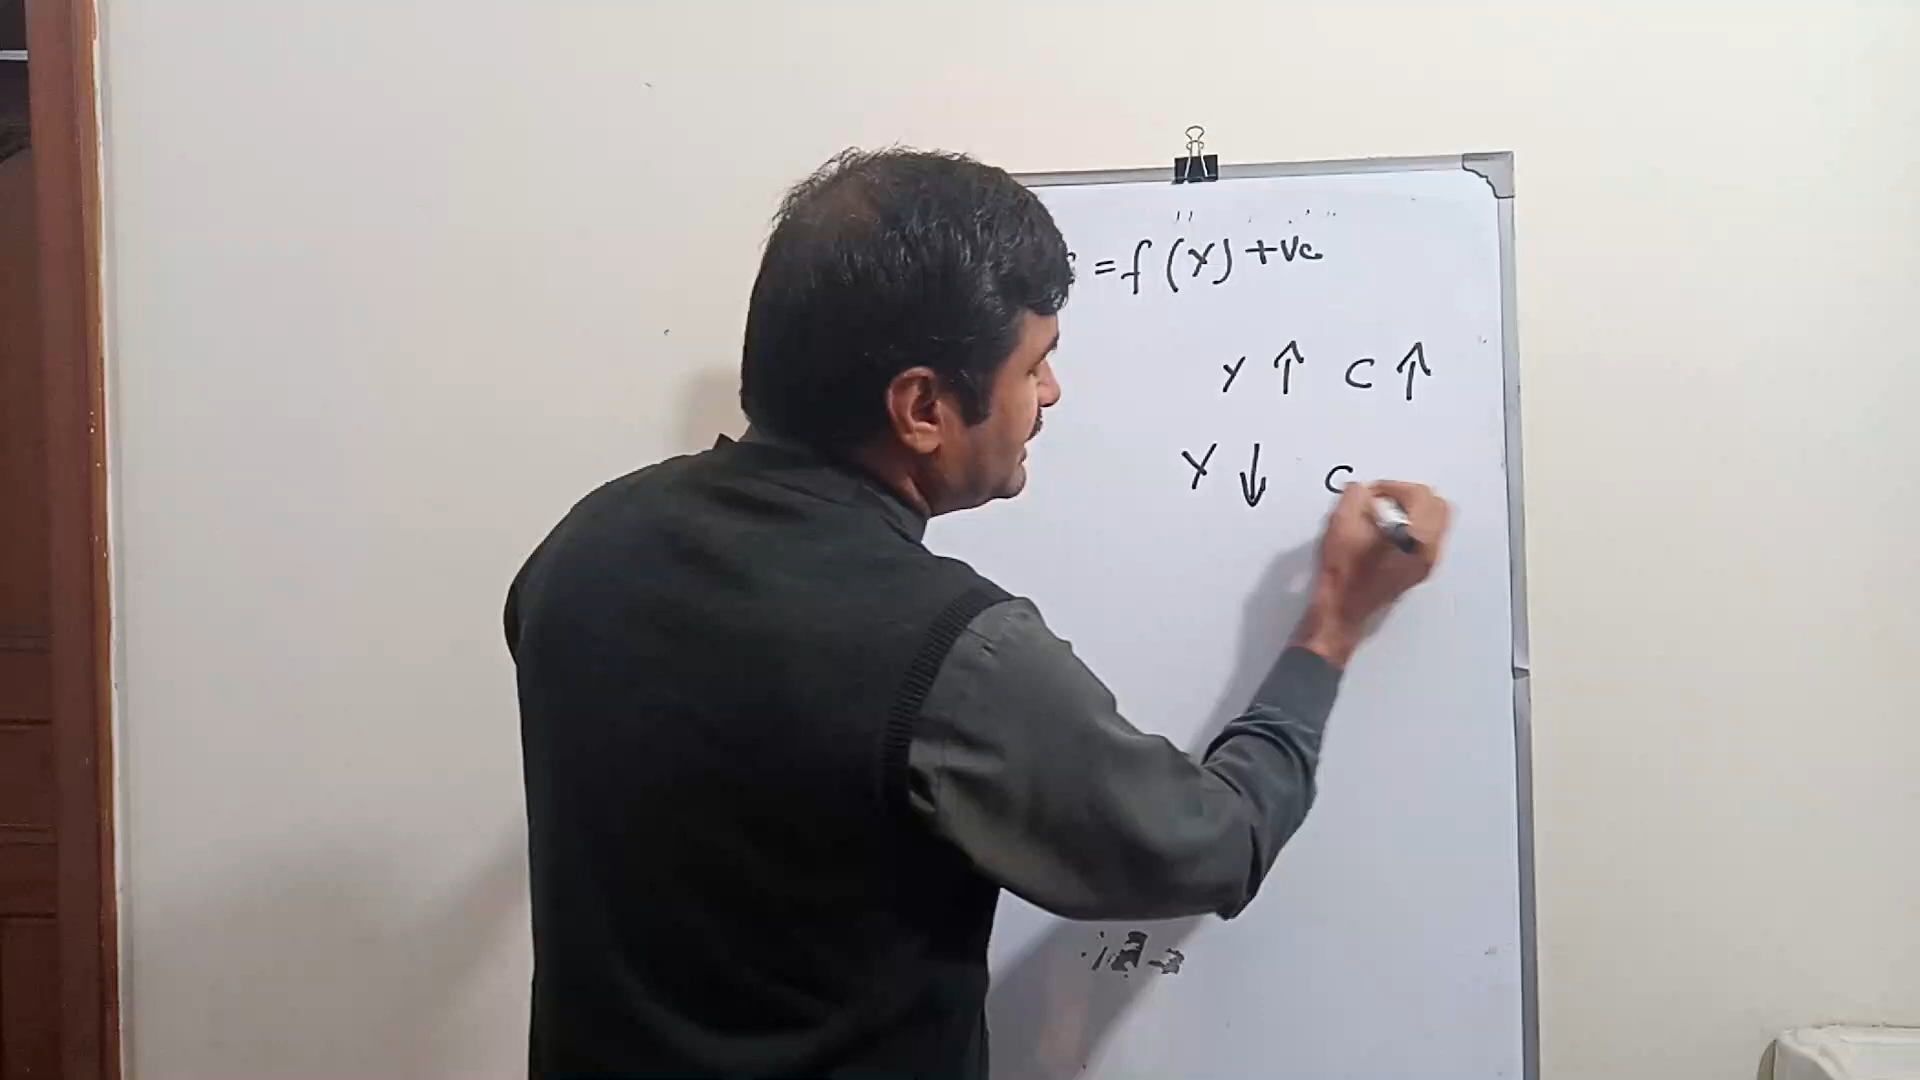 = f (Y) +ve
Y ↑ C ↑
Y ↓ C